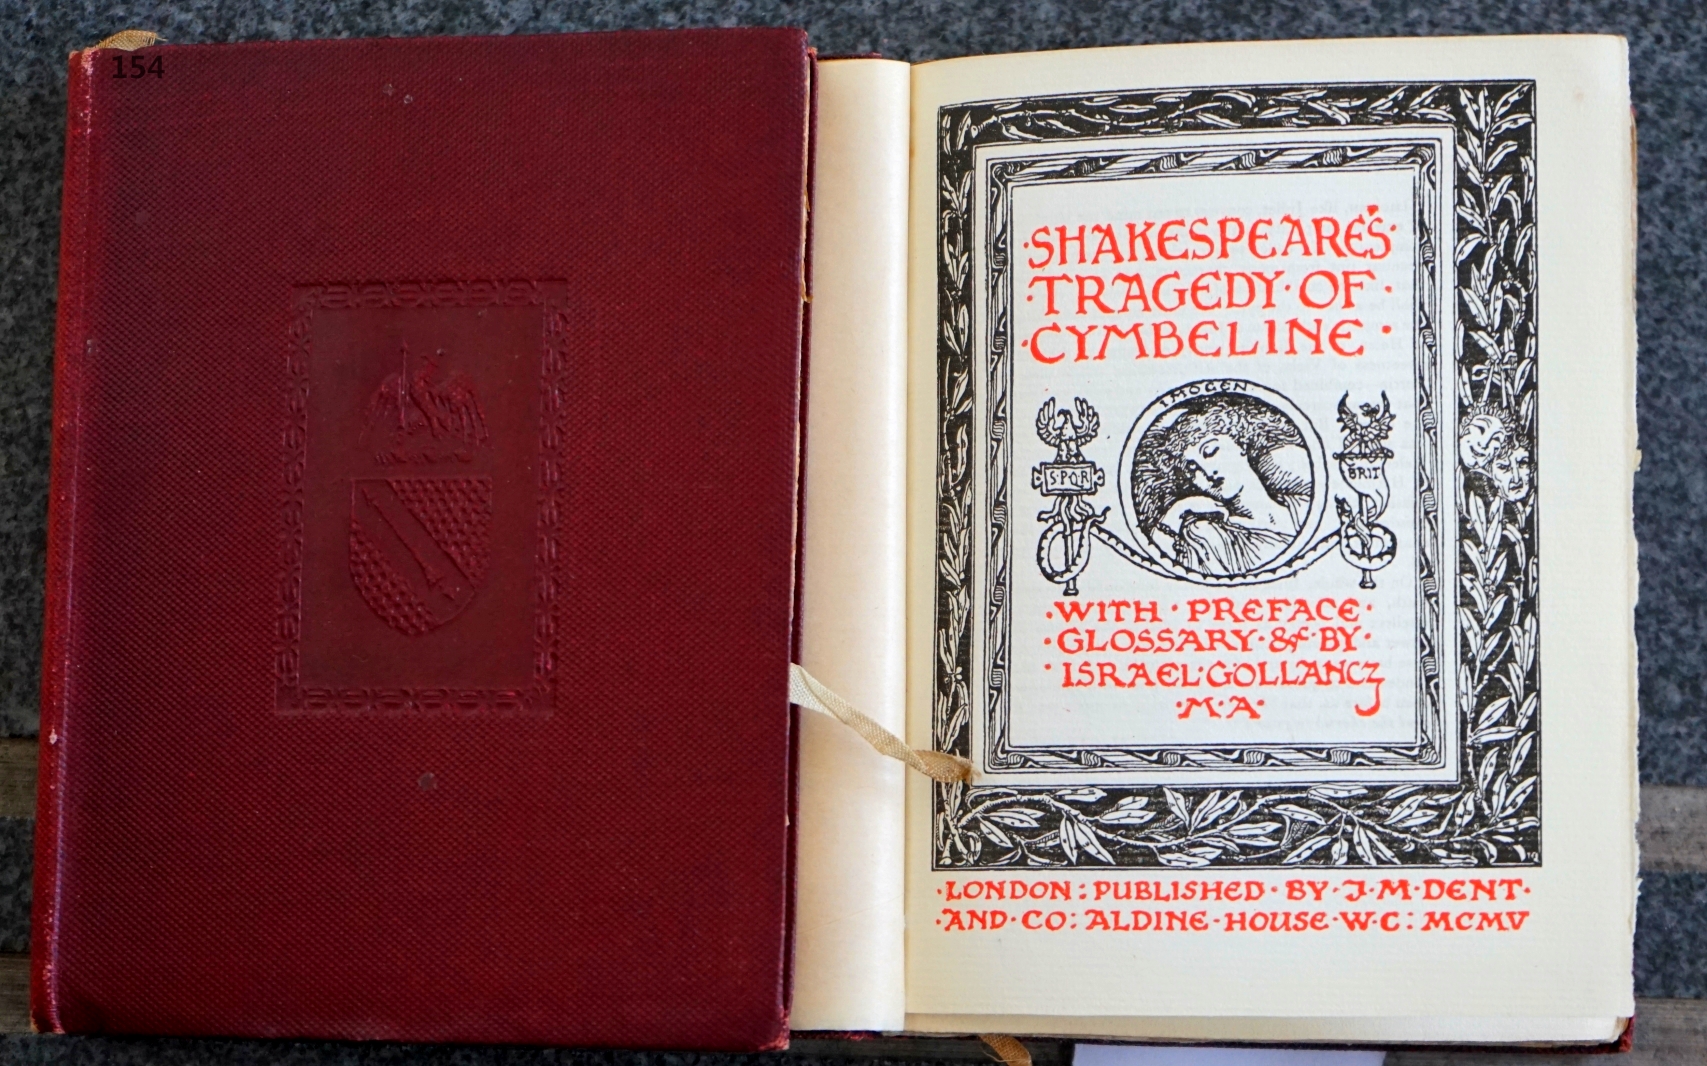 154
·SHAKESPEARE'S·
·TRAGEDY·OF·
·CYMBELINE·
IMOGEN
S·P·Q·R
BRIT
·WITH·PREFACE·
·GLOSSARY·&c·BY·
·ISRAEL·GOLLANCZ
·M·A·
·LONDON: PUBLISHED·BY·J·M·DENT·
·AND·CO: ALDINE·HOUSE·W·C: MCMV